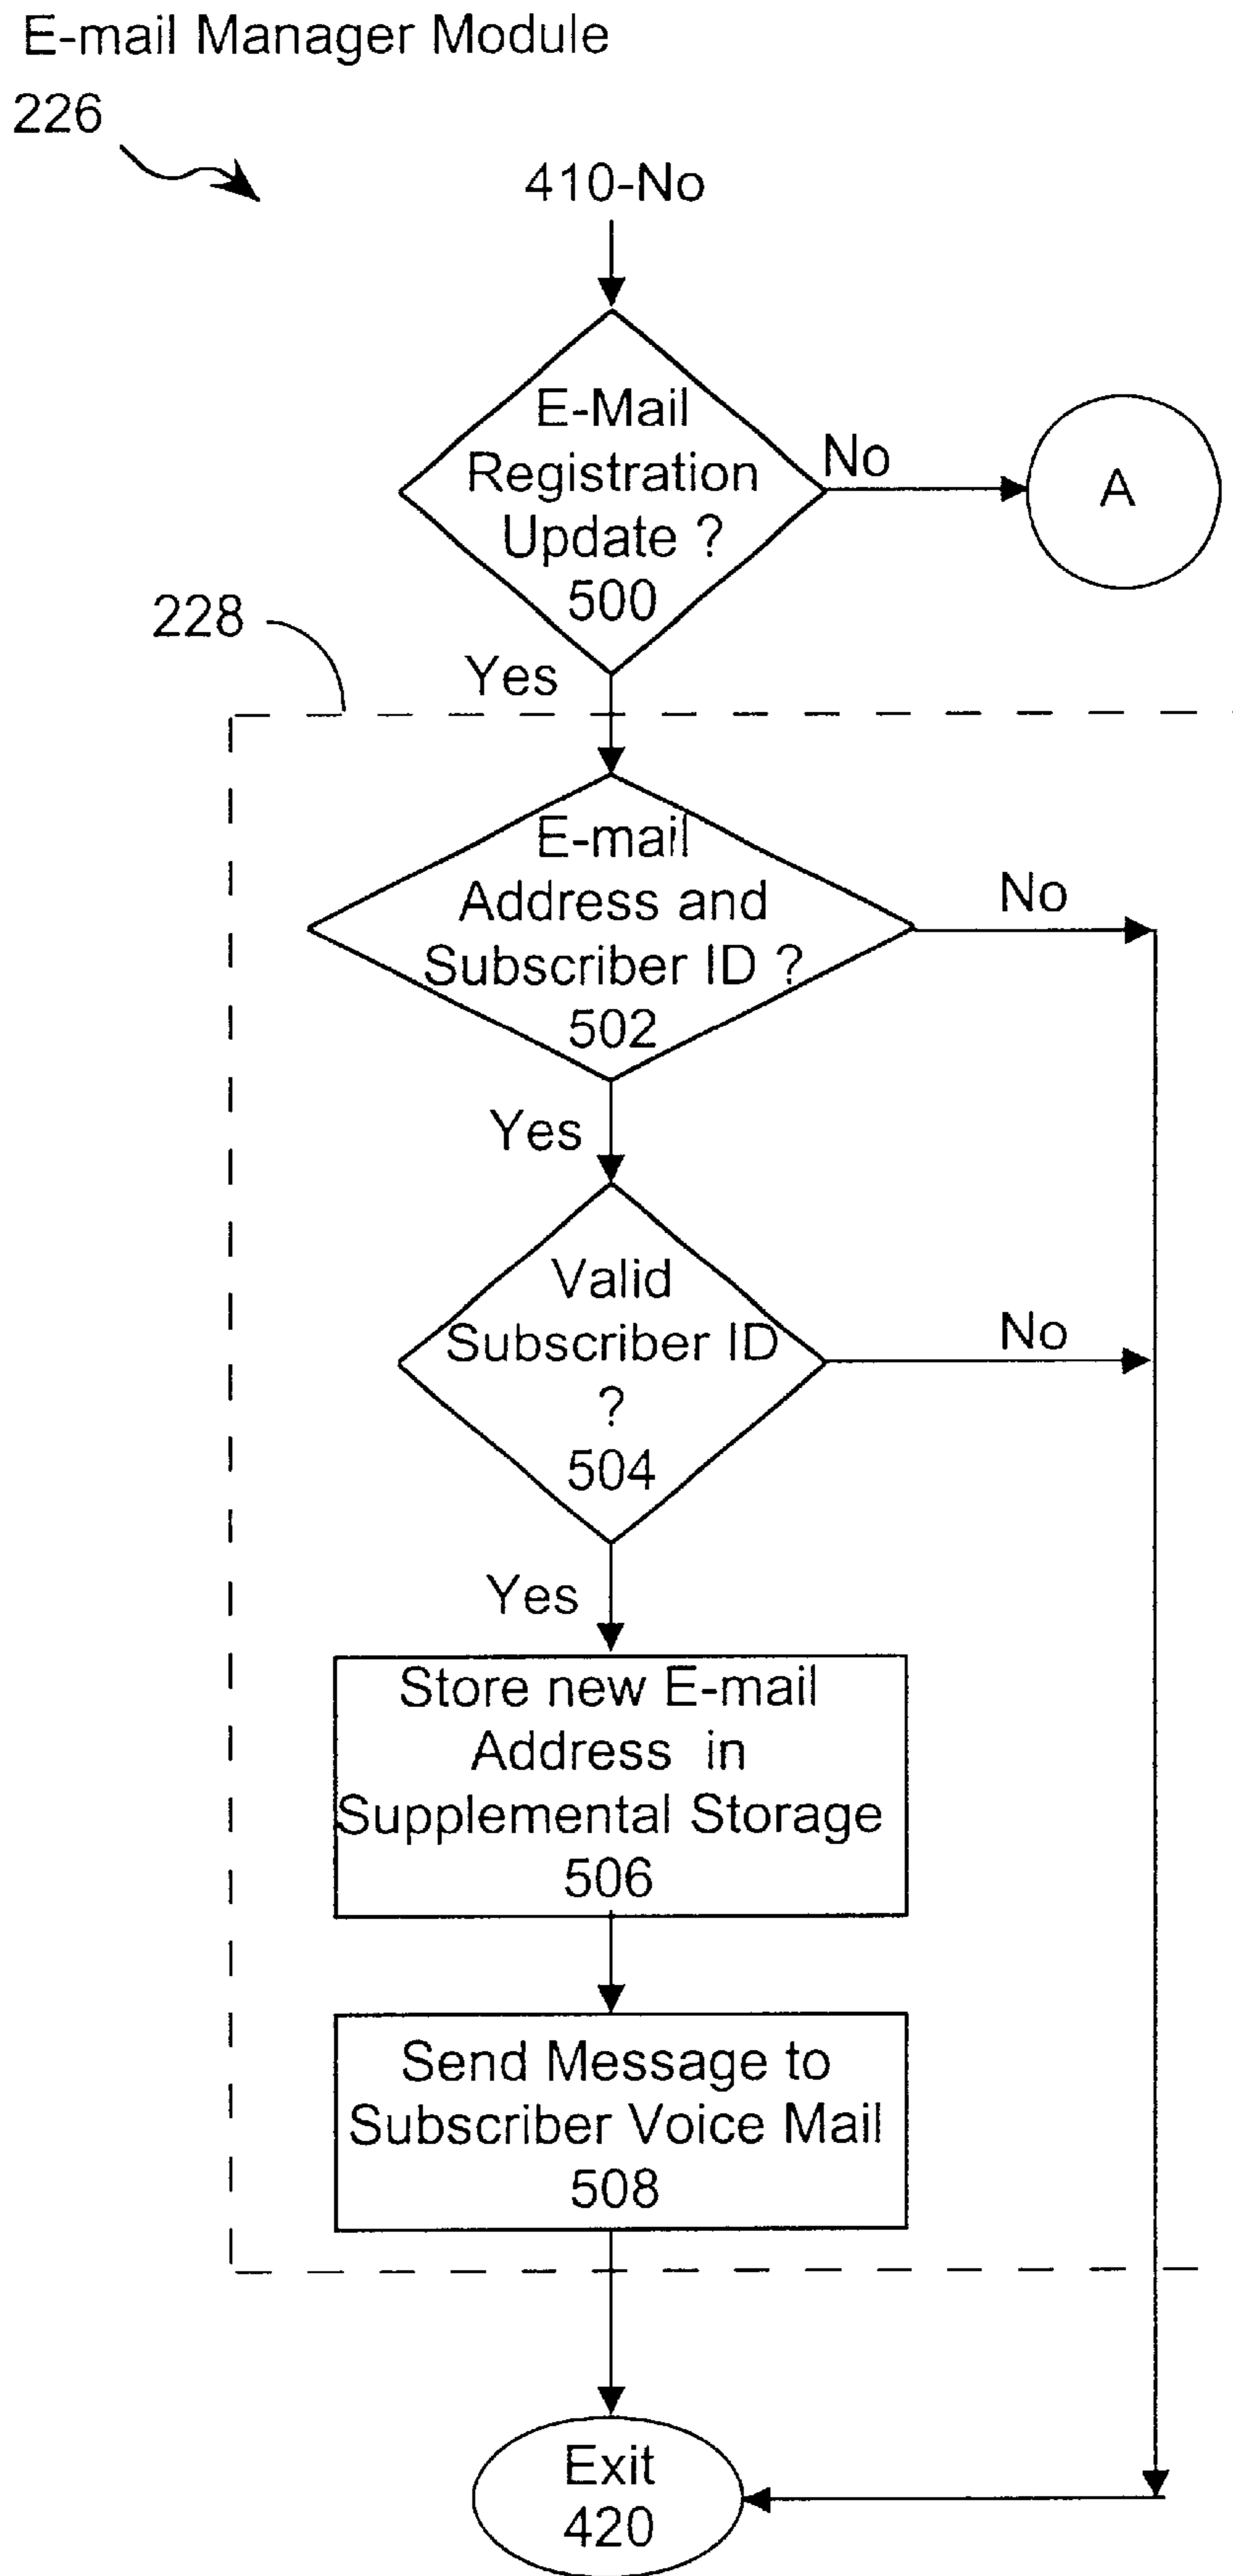 E-mail Manager Module
226
410-No
E-Mail
Registration
Update ?
500
No
A
228
Yes
E-mail
Address and
Subscriber ID ?
502
No
Yes
Valid
Subscriber ID
?
504
No
Yes
Store new E-mail
Address in
Supplemental Storage
506
Send Message to
Subscriber Voice Mail
508
Exit
420